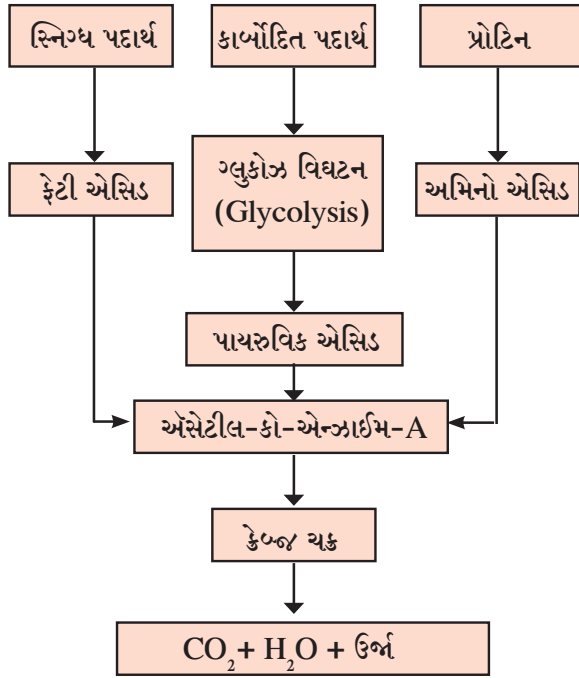 સ્નિગ્ધ પદાર્થ
કાર્બોદિત પદાર્થ
પ્રોટિન
ફેટી એસિડ
ગ્લુકોઝ વિઘટન
(Glycolysis)
અમિનો એસિડ
પાયરુવિક એસિડ
ઍસેટીલ-કો-એન્ઝાઈમ-A
ક્રેબ્જ ચક્ર
CO₂ + H₂O + ઉર્જા